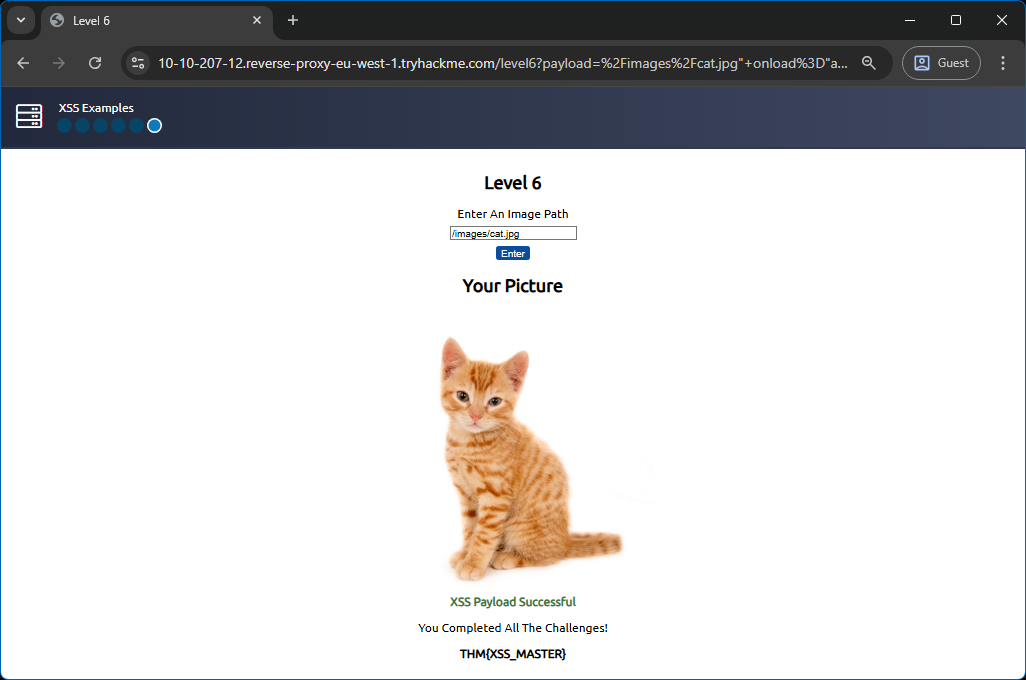 Level 6
10-10-207-12.reverse-proxy-eu-west-1.tryhackme.com/level6?payload=%2Fimages%2Fcat.jpg"+onload%3D"a...
Guest
XSS Examples
Level 6
Enter An Image Path
/images/cat.jpg
Enter
Your Picture
XSS Payload Successful
You Completed All The Challenges!
THM{XSS_MASTER}